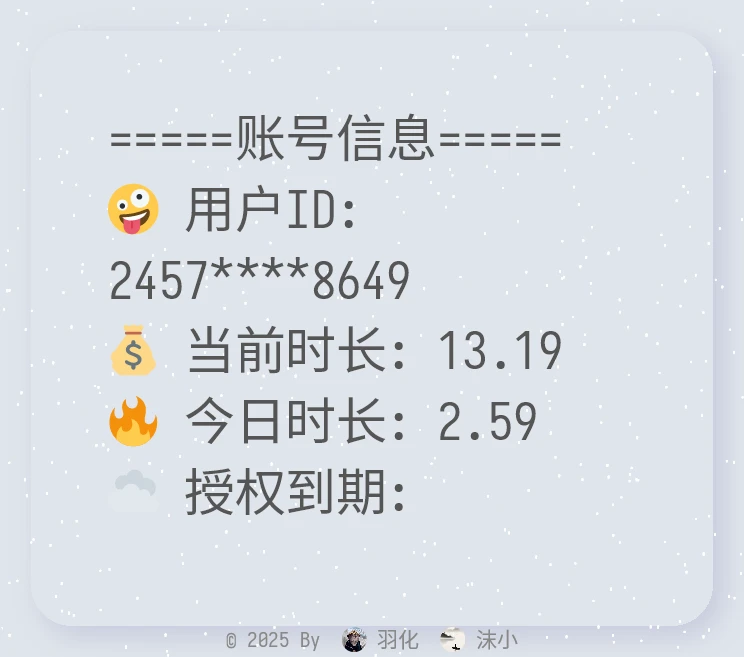 =====账号信息=====
🤪 用户ID:
2457****8649
💰 当前时长: 13.19
🔥 今日时长: 2.59
☁️ 授权到期:
© 2025 By 羽化 沫小